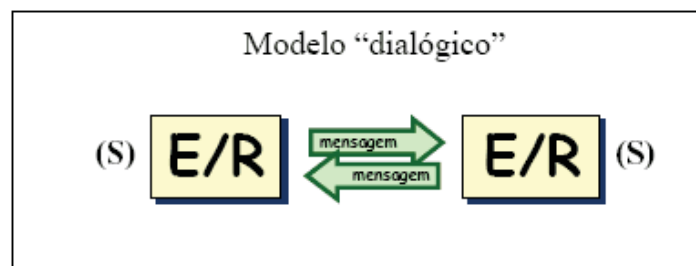 Modelo “dialógico”
(S) E/R mensagem E/R (S)
mensagem